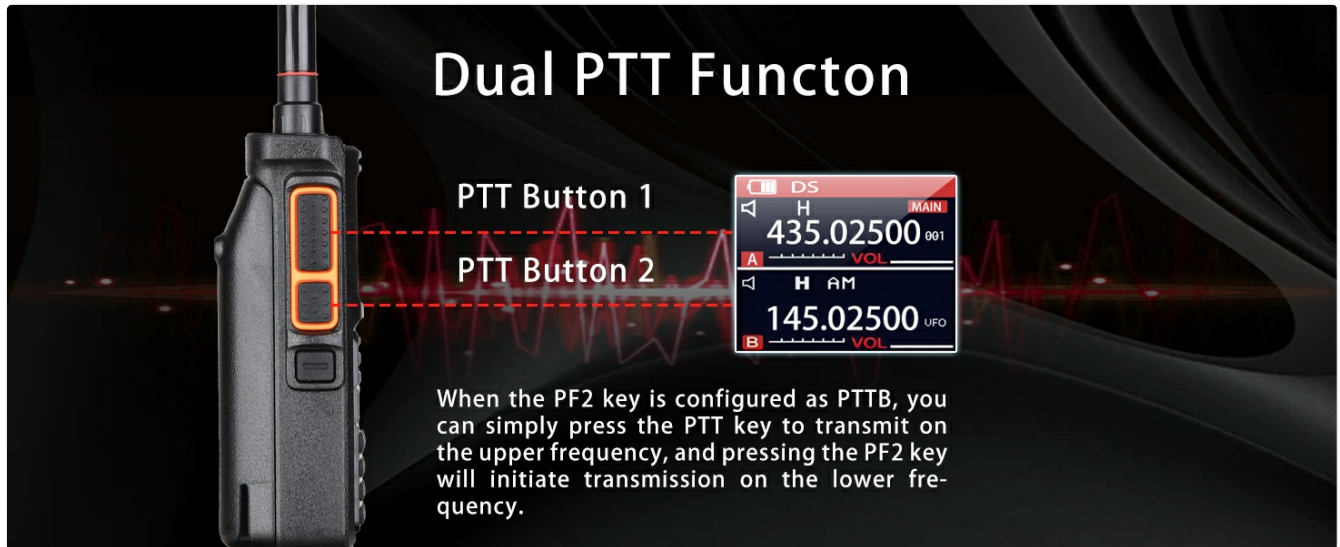 Dual PTT Functon
PTT Button 1
PTT Button 2
DS
H MAIN
435.02500 001
A VOL
H AM
145.02500 UFO
B VOL
When the PF2 key is configured as PTTB, you
can simply press the PTT key to transmit on
the upper frequency, and pressing the PF2 key
will initiate transmission on the lower fre-
quency.